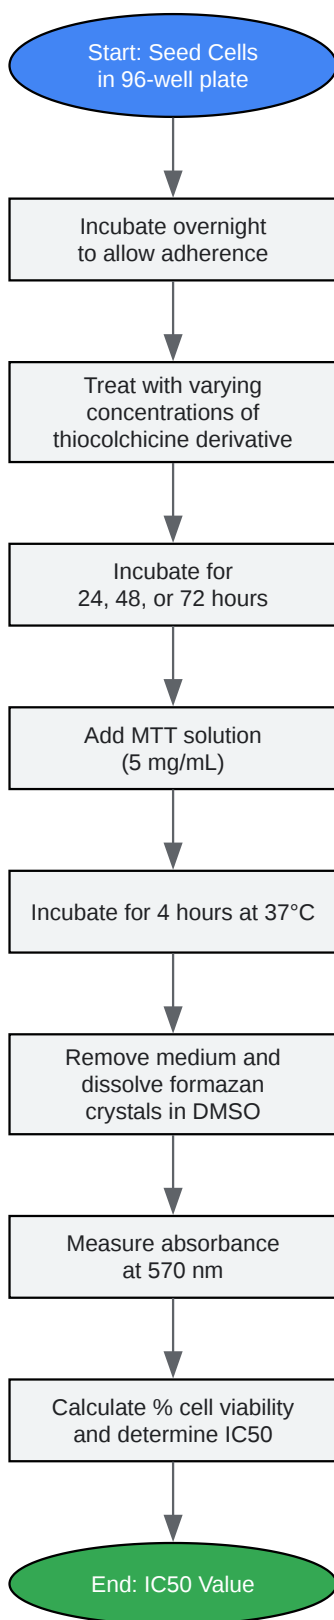 Start: Seed Cells
in 96-well plate
Incubate overnight
to allow adherence
Treat with varying
concentrations of
thiocolchicine derivative
Incubate for
24, 48, or 72 hours
Add MTT solution
(5 mg/mL)
Incubate for 4 hours at 37°C
Remove medium and
dissolve formazan
crystals in DMSO
Measure absorbance
at 570 nm
Calculate % cell viability
and determine IC50
End: IC50 Value